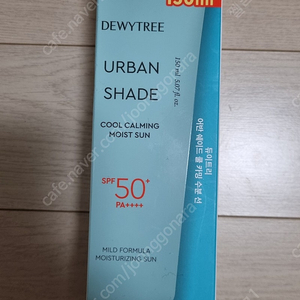 150ml
DEWYTREE
URBAN
SHADE
150 ml 5.07 fl. oz.
COOL CALMING
MOIST SUN
SPF 50+
PA++++
MILD FORMULA
MOISTURIZING SUN
듀이트리
어반 쉐이드 쿨 카밍 수분 선
cafe.naver.com/joonggonara